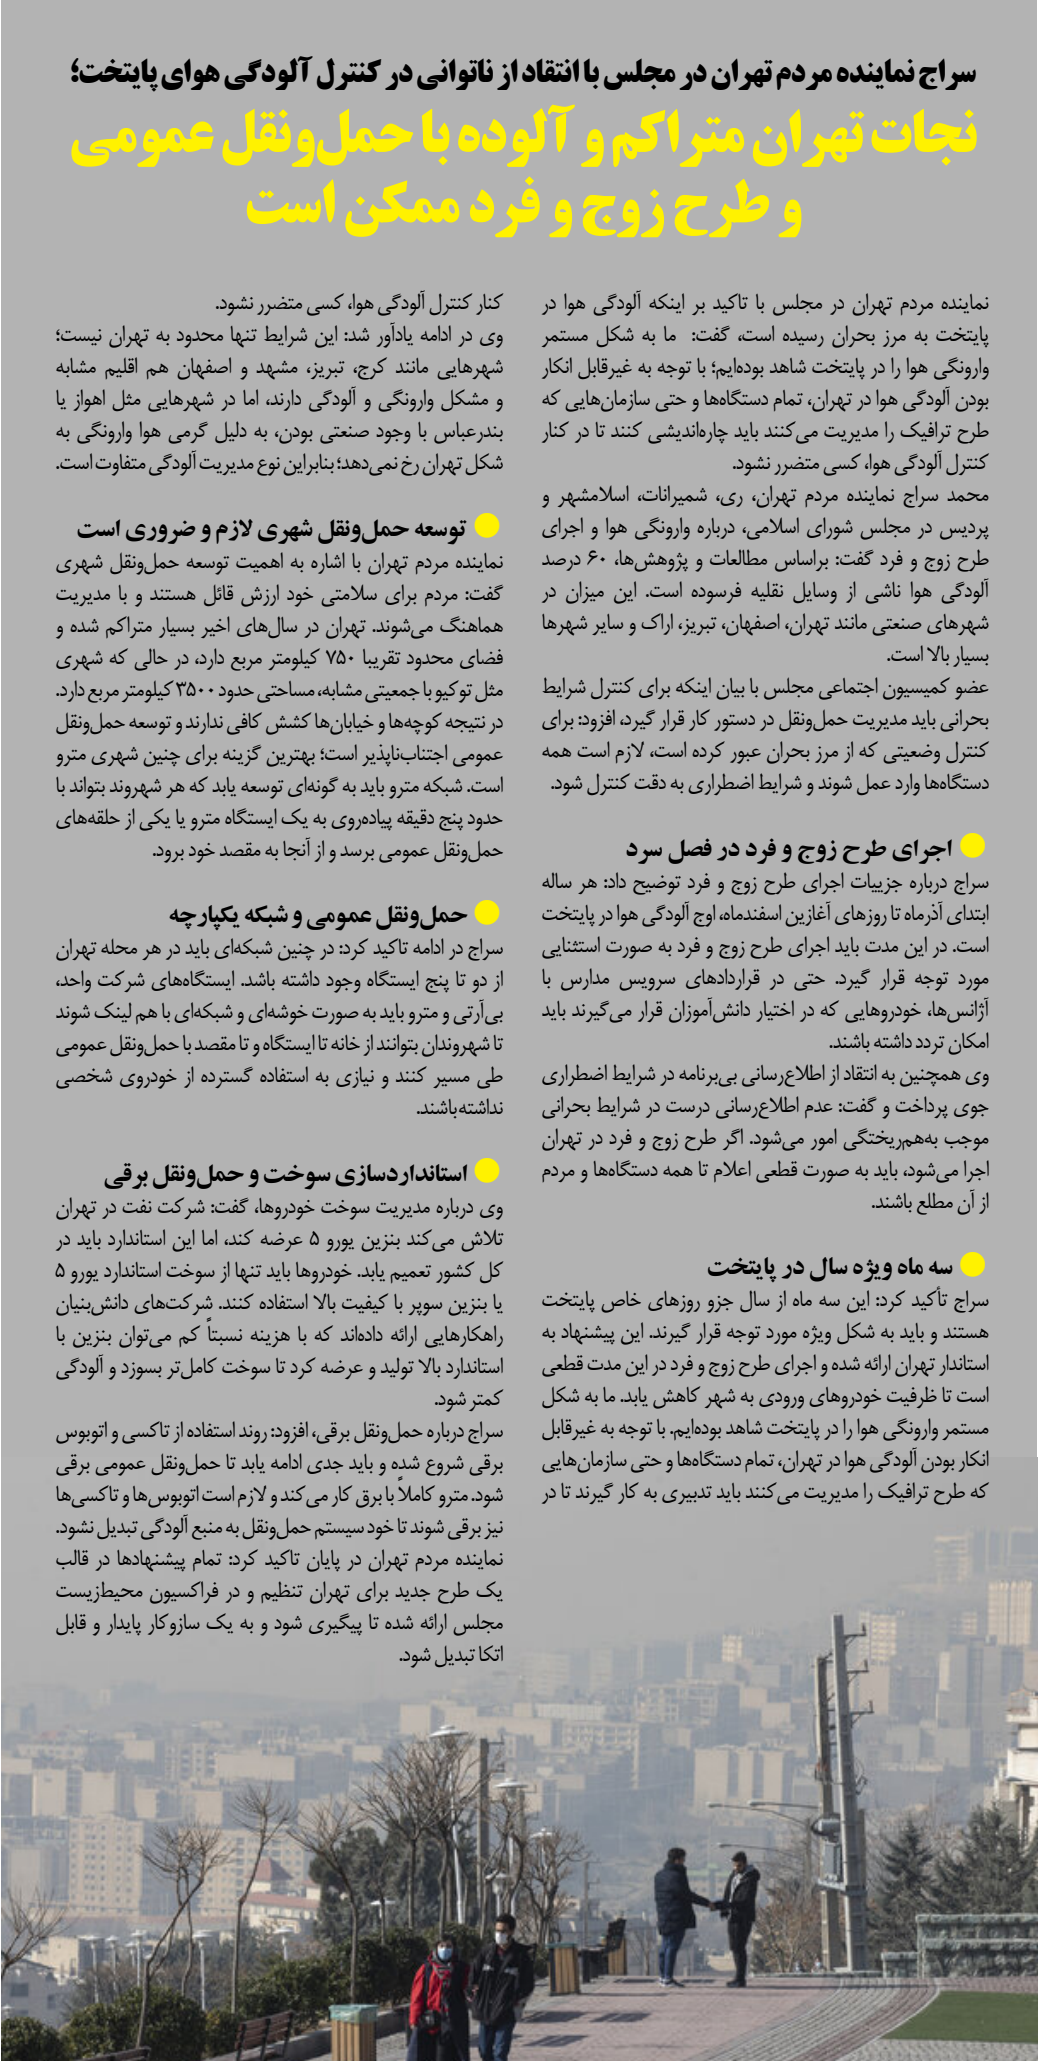 سراج نماینده مردم تهران در مجلس با انتقاد از ناتوانی در کنترل آلودگی هوای پایتخت؛
نجات تهران متراکم و آلوده با حمل‌ونقل عمومی
و طرح زوج و فرد ممکن است
نماینده مردم تهران در مجلس با تاکید بر اینکه آلودگی هوا در
پایتخت به مرز بحران رسیده است، گفت: ما به شکل مستمر
وارونگی هوا را در پایتخت شاهد بوده‌ایم؛ با توجه به غیرقابل انکار
بودن آلودگی هوا در تهران، تمام دستگاه‌ها و حتی سازمان‌هایی که
طرح ترافیک را مدیریت می‌کنند باید چاره‌اندیشی کنند تا در کنار
کنترل آلودگی هوا، کسی متضرر نشود.
محمد سراج نماینده مردم تهران، ری، شمیرانات، اسلامشهر و
پردیس در مجلس شورای اسلامی، درباره وارونگی هوا و اجرای
طرح زوج و فرد گفت: براساس مطالعات و پژوهش‌ها، ۶۰ درصد
آلودگی هوا ناشی از وسایل نقلیه فرسوده است. این میزان در
شهرهای صنعتی مانند تهران، اصفهان، تبریز، اراک و سایر شهرها
بسیار بالا است.
عضو کمیسیون اجتماعی مجلس با بیان اینکه برای کنترل شرایط
بحرانی باید مدیریت حمل‌ونقل در دستور کار قرار گیرد، افزود: برای
کنترل وضعیتی که از مرز بحران عبور کرده است، لازم است همه
دستگاه‌ها وارد عمل شوند و شرایط اضطراری به دقت کنترل شود.
● اجرای طرح زوج و فرد در فصل سرد
سراج درباره جزییات اجرای طرح زوج و فرد توضیح داد: هر ساله
ابتدای آذرماه تا روزهای آغازین اسفندماه، اوج آلودگی هوا در پایتخت
است. در این مدت باید اجرای طرح زوج و فرد به صورت استثنایی
مورد توجه قرار گیرد. حتی در قراردادهای سرویس مدارس با
آژانس‌ها، خودروهایی که در اختیار دانش‌آموزان قرار می‌گیرند باید
امکان تردد داشته باشند.
وی همچنین به انتقاد از اطلاع‌رسانی بی‌برنامه در شرایط اضطراری
جوی پرداخت و گفت: عدم اطلاع‌رسانی درست در شرایط بحرانی
موجب به‌هم‌ریختگی امور می‌شود. اگر طرح زوج و فرد در تهران
اجرا می‌شود، باید به صورت قطعی اعلام تا همه دستگاه‌ها و مردم
از آن مطلع باشند.
● سه ماه ویژه سال در پایتخت
سراج تأکید کرد: این سه ماه از سال جزو روزهای خاص پایتخت
هستند و باید به شکل ویژه مورد توجه قرار گیرند. این پیشنهاد به
استاندار تهران ارائه شده و اجرای طرح زوج و فرد در این مدت قطعی
است تا ظرفیت خودروهای ورودی به شهر کاهش یابد. ما به شکل
مستمر وارونگی هوا را در پایتخت شاهد بوده‌ایم. با توجه به غیرقابل
انکار بودن آلودگی هوا در تهران، تمام دستگاه‌ها و حتی سازمان‌هایی
که طرح ترافیک را مدیریت می‌کنند باید تدبیری به کار گیرند تا در
کنار کنترل آلودگی هوا، کسی متضرر نشود.
وی در ادامه یادآور شد: این شرایط تنها محدود به تهران نیست؛
شهرهایی مانند کرج، تبریز، مشهد و اصفهان هم اقلیم مشابه
و مشکل وارونگی و آلودگی دارند، اما در شهرهایی مثل اهواز یا
بندرعباس با وجود صنعتی بودن، به دلیل گرمی هوا وارونگی به
شکل تهران رخ نمی‌دهد؛ بنابراین نوع مدیریت آلودگی متفاوت است.
● توسعه حمل‌ونقل شهری لازم و ضروری است
نماینده مردم تهران با اشاره به اهمیت توسعه حمل‌ونقل شهری
گفت: مردم برای سلامتی خود ارزش قائل هستند و با مدیریت
هماهنگ می‌شوند. تهران در سال‌های اخیر بسیار متراکم شده و
فضای محدود تقریبا ۷۵۰ کیلومتر مربع دارد، در حالی که شهری
مثل توکیو با جمعیتی مشابه، مساحتی حدود ۳۵۰۰ کیلومتر مربع دارد.
در نتیجه کوچه‌ها و خیابان‌ها کشش کافی ندارند و توسعه حمل‌ونقل
عمومی اجتناب‌ناپذیر است؛ بهترین گزینه برای چنین شهری مترو
است. شبکه مترو باید به گونه‌ای توسعه یابد که هر شهروند بتواند با
حدود پنج دقیقه پیاده‌روی به یک ایستگاه مترو یا یکی از حلقه‌های
حمل‌ونقل عمومی برسد و از آنجا به مقصد خود برود.
● حمل‌ونقل عمومی و شبکه یکپارچه
سراج در ادامه تاکید کرد: در چنین شبکه‌ای باید در هر محله تهران
از دو تا پنج ایستگاه وجود داشته باشد. ایستگاه‌های شرکت واحد،
بی‌آرتی و مترو باید به صورت خوشه‌ای و شبکه‌ای با هم لینک شوند
تا شهروندان بتوانند از خانه تا ایستگاه و تا مقصد با حمل‌ونقل عمومی
طی مسیر کنند و نیازی به استفاده گسترده از خودروی شخصی
نداشته‌باشند.
● استانداردسازی سوخت و حمل‌ونقل برقی
وی درباره مدیریت سوخت خودروها، گفت: شرکت نفت در تهران
تلاش می‌کند بنزین یورو ۵ عرضه کند، اما این استاندارد باید در
کل کشور تعمیم یابد. خودروها باید تنها از سوخت استاندارد یورو ۵
یا بنزین سوپر با کیفیت بالا استفاده کنند. شرکت‌های دانش‌بنیان
راهکارهایی ارائه داده‌اند که با هزینه نسبتاً کم می‌توان بنزین با
استاندارد بالا تولید و عرضه کرد تا سوخت کامل‌تر بسوزد و آلودگی
کمتر شود.
سراج درباره حمل‌ونقل برقی، افزود: روند استفاده از تاکسی و اتوبوس
برقی شروع شده و باید جدی ادامه یابد تا حمل‌ونقل عمومی برقی
شود. مترو کاملاً با برق کار می‌کند و لازم است اتوبوس‌ها و تاکسی‌ها
نیز برقی شوند تا خود سیستم حمل‌ونقل به منبع آلودگی تبدیل نشود.
نماینده مردم تهران در پایان تاکید کرد: تمام پیشنهادها در قالب
یک طرح جدید برای تهران تنظیم و در فراکسیون محیط‌زیست
مجلس ارائه شده تا پیگیری شود و به یک سازوکار پایدار و قابل
اتکا تبدیل شود.